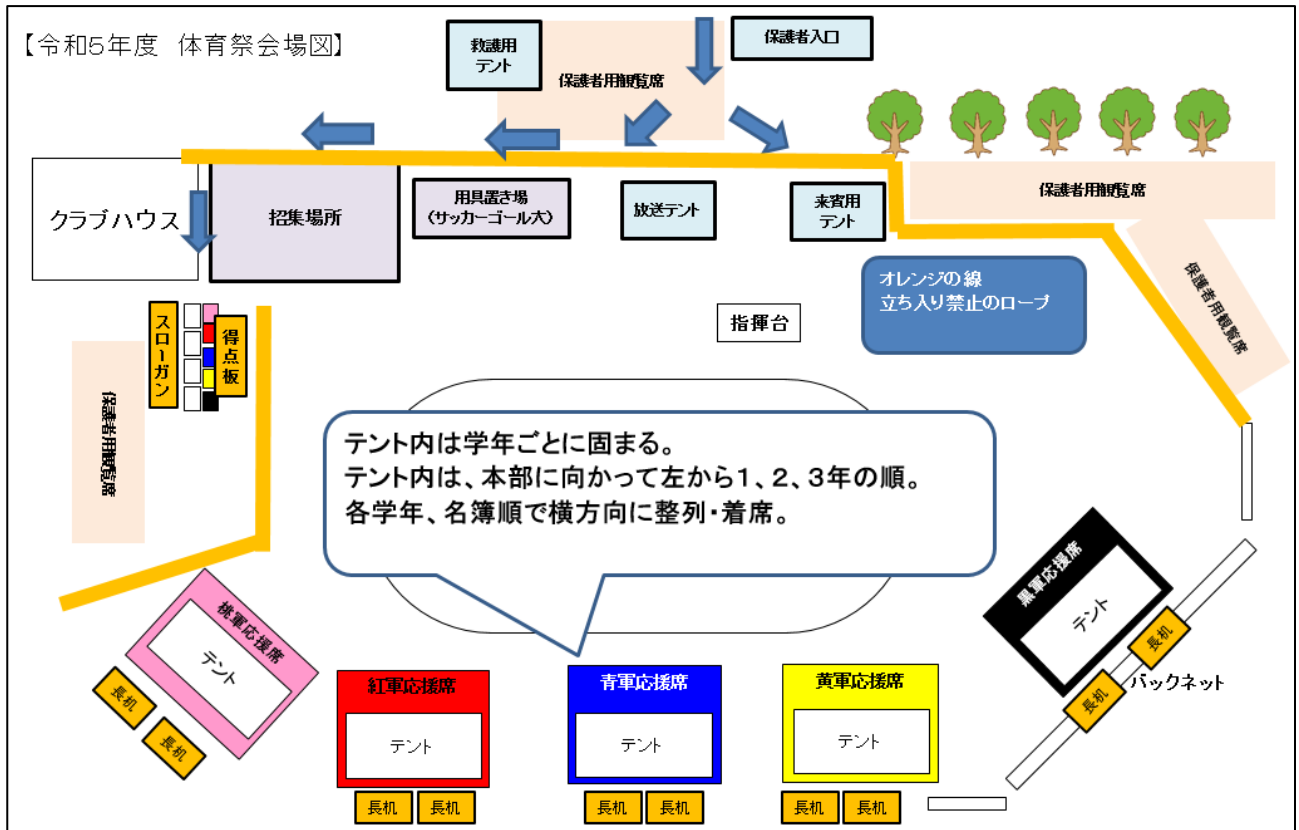 【令和5年度 体育祭会場図】
救護用
テント
保護者入口
保護者用観覧席
保護者用観覧席
クラブハウス
招集場所
用具置き場
（サッカーゴール大）
放送テント
来賓用
テント
保護者用観覧席
オレンジの線
立ち入り禁止のロープ
指揮台
スローガン
得点板
保護者用観覧席
テント内は学年ごとに固まる。
テント内は、本部に向かって左から１、２、３年の順。
各学年、名簿順で横方向に整列・着席。
桃軍応援席
テント
長机
長机
紅軍応援席
テント
長机
長机
青軍応援席
テント
長机
長机
黄軍応援席
テント
長机
長机
黒軍応援席
テント
長机
長机
バックネット